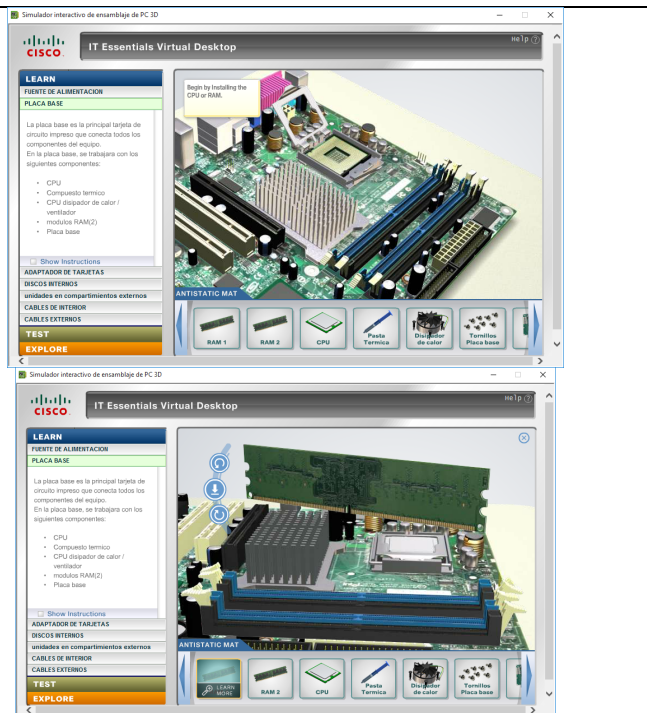 Simulador interactivo de ensamblaje de PC 3D
CISCO
IT Essentials Virtual Desktop
Help ?
LEARN
FUENTE DE ALIMENTACION
PLACA BASE
La placa base es la principal tarjeta de
circuito impreso que conecta todos los
componentes del equipo.
En la placa base, se trabajara con los
siguientes componentes:
• CPU
• Compuesto termico
• CPU disipador de calor /
ventilador
• modulos RAM(2)
• Placa base
Show Instructions
ADAPTADOR DE TARJETAS
DISCOS INTERNOS
unidades en compartimientos externos
CABLES DE INTERIOR
CABLES EXTERNOS
TEST
EXPLORE
Begin by Installing the
CPU or RAM.
ANTISTATIC MAT
RAM 1
RAM 2
CPU
Pasta
Termica
Disipador
de calor
Tornillos
Placa base
Simulador interactivo de ensamblaje de PC 3D
CISCO
IT Essentials Virtual Desktop
Help ?
LEARN
FUENTE DE ALIMENTACION
PLACA BASE
La placa base es la principal tarjeta de
circuito impreso que conecta todos los
componentes del equipo.
En la placa base, se trabajara con los
siguientes componentes:
• CPU
• Compuesto termico
• CPU disipador de calor /
ventilador
• modulos RAM(2)
• Placa base
Show Instructions
ADAPTADOR DE TARJETAS
DISCOS INTERNOS
unidades en compartimientos externos
CABLES DE INTERIOR
CABLES EXTERNOS
TEST
EXPLORE
ANTISTATIC MAT
LEARN
MORE
RAM 2
CPU
Pasta
Termica
Disipador
de calor
Tornillos
Placa base